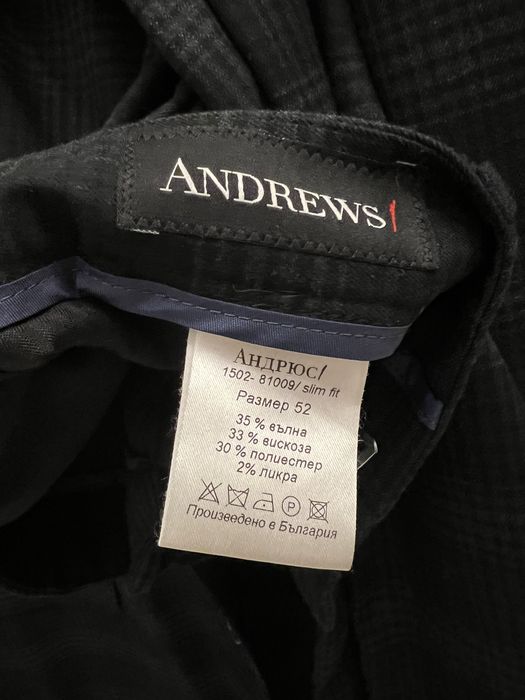 ANDREWS/
АНДРЮС/
1502- 81009/ slim fit
Размер 52
35 % вълна
33 % вискоза
30 % полиестер
2% ликра
P
Произведено в България